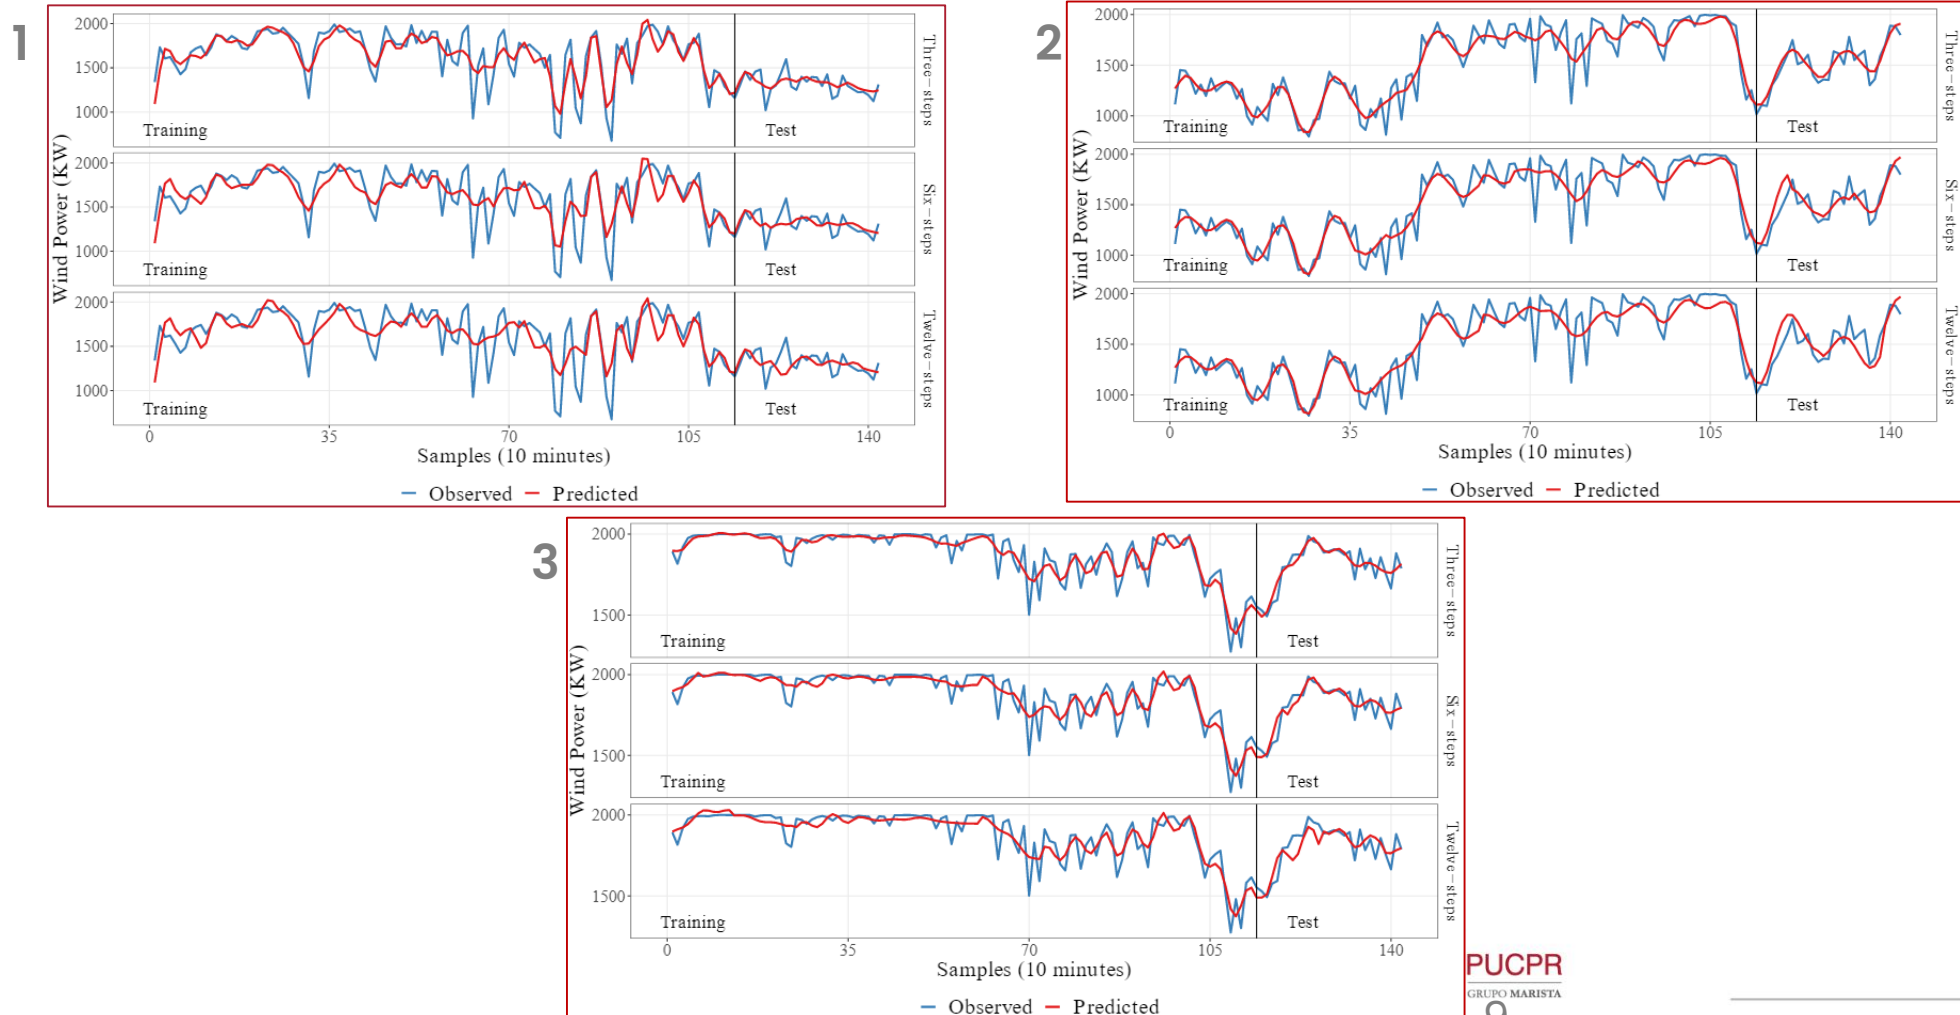 1
Wind Power (KW)
2000
1500
1000
Training
Test
Three-steps
2000
1500
1000
Training
Test
Six-steps
2000
1500
1000
Training
Test
Twelve-steps
0 35 70 105 140
Samples (10 minutes)
Observed Predicted
2
Wind Power (KW)
2000
1500
1000
Training
Test
Three-steps
2000
1500
1000
Training
Test
Six-steps
2000
1500
1000
Training
Test
Twelve-steps
0 35 70 105 140
Samples (10 minutes)
Observed Predicted
3
Wind Power (KW)
2000
1500
Training
Test
Three-steps
2000
1500
Training
Test
Six-steps
2000
1500
Training
Test
Twelve-steps
0 35 70 105 140
Samples (10 minutes)
Observed Predicted
PUCPR
GRUPO MARISTA